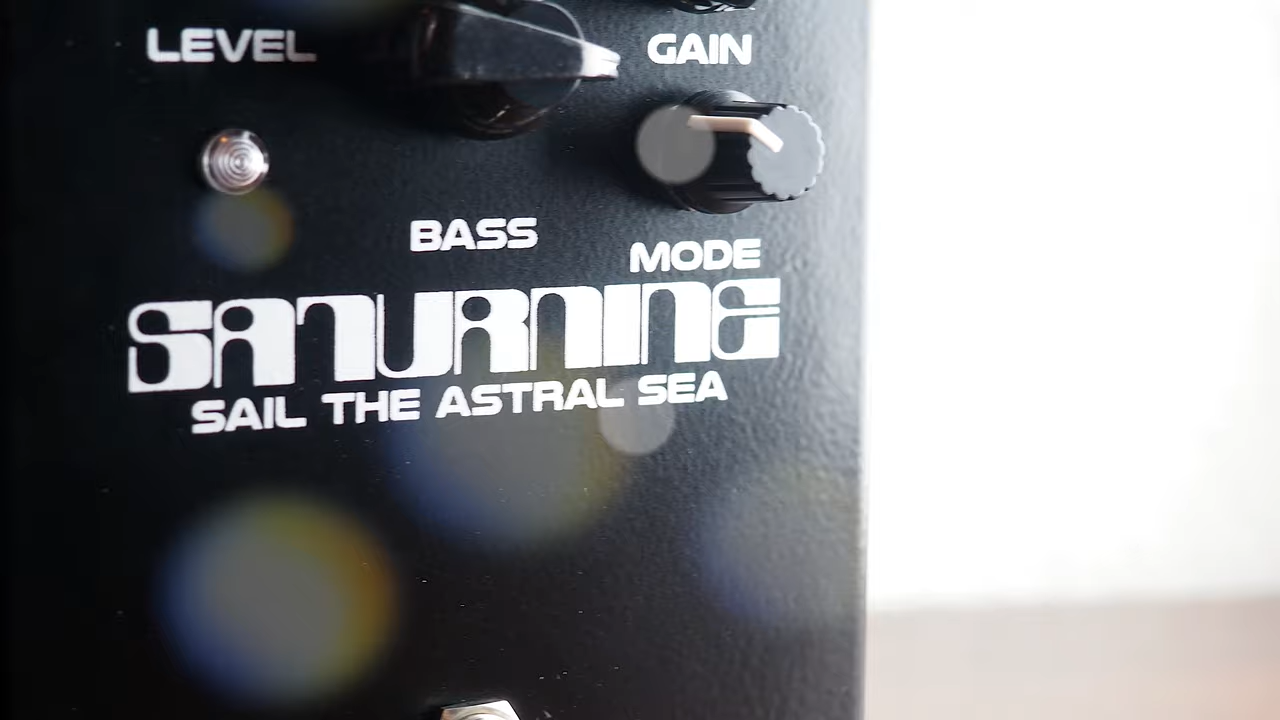 LEVEL
GAIN
BASS
MODE
SATURNINE
SAIL THE ASTRAL SEA